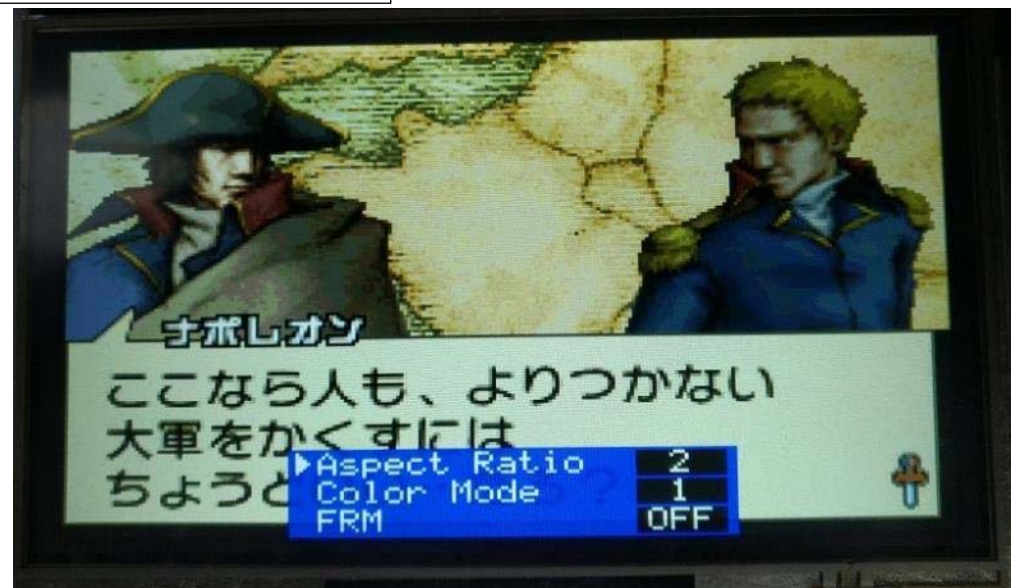 ナポレオン
ここなら人も、よりつかない
大軍をかくすには
ちょうど
?
Aspect Ratio 2
Color Mode 1
FRM OFF